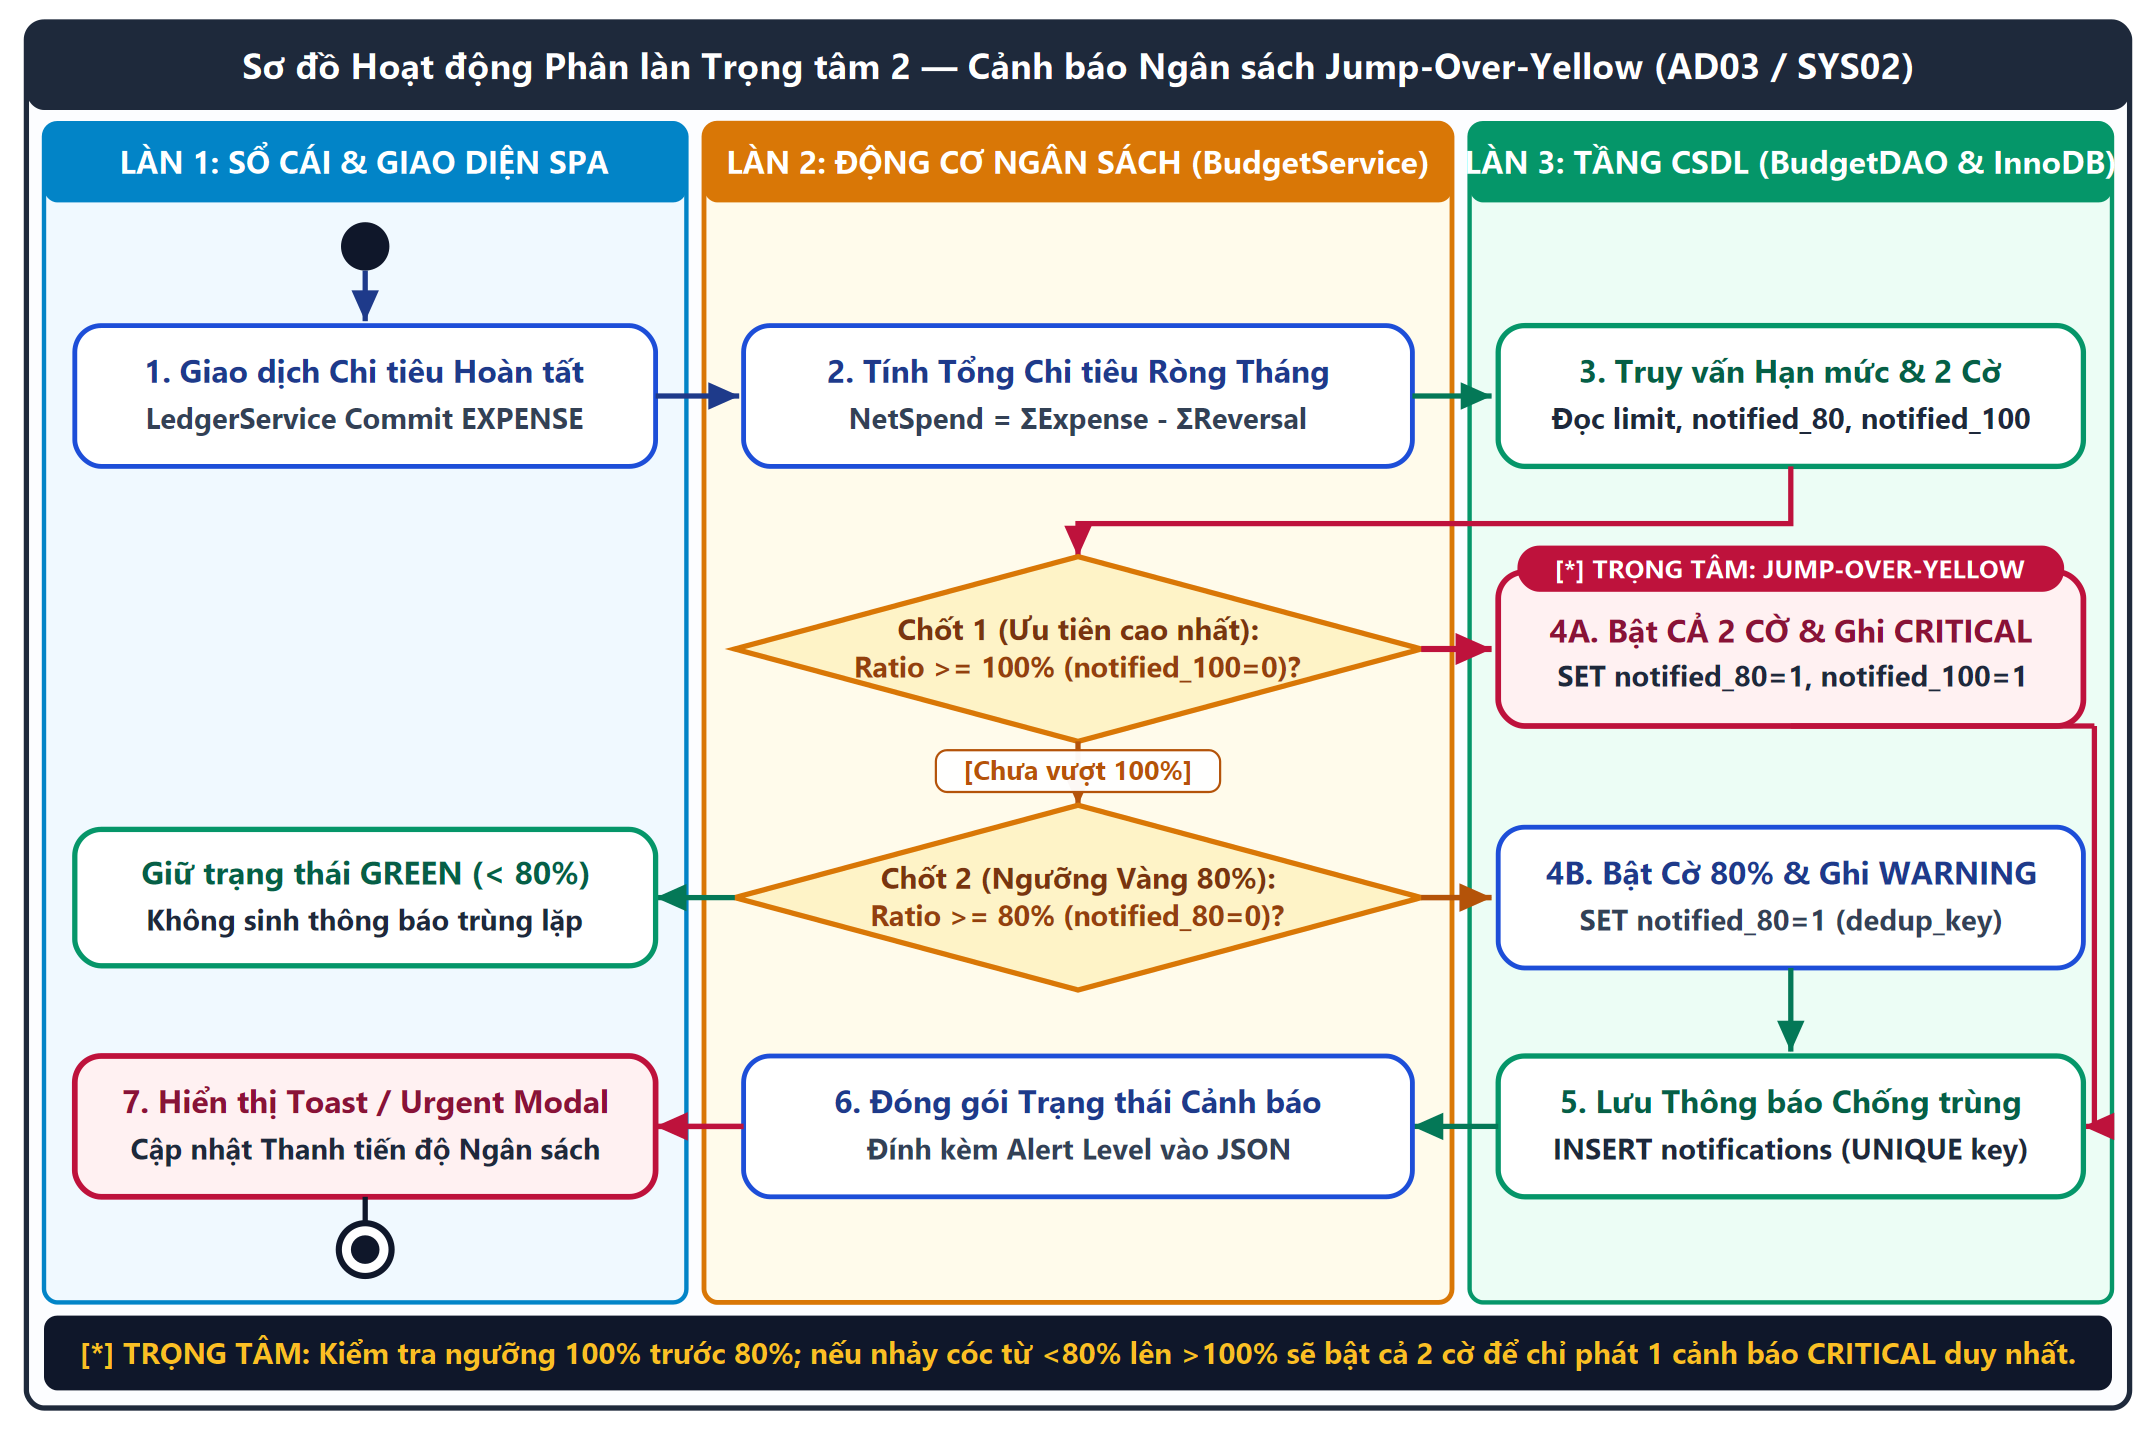 Sơ đồ Hoạt động Phân làn Trọng tâm 2 — Cảnh báo Ngân sách Jump-Over-Yellow (AD03 / SYS02)
LÀN 1: SỔ CÁI & GIAO DIỆN SPA
LÀN 2: ĐỘNG CƠ NGÂN SÁCH (BudgetService)
LÀN 3: TẦNG CSDL (BudgetDAO & InnoDB)
1. Giao dịch Chi tiêu Hoàn tất
LedgerService Commit EXPENSE
2. Tính Tổng Chi tiêu Ròng Tháng
NetSpend = ΣExpense - ΣReversal
3. Truy vấn Hạn mức & 2 Cờ
Đọc limit, notified_80, notified_100
Chốt 1 (Ưu tiên cao nhất):
Ratio >= 100% (notified_100=0)?
[*] TRỌNG TÂM: JUMP-OVER-YELLOW
4A. Bật CẢ 2 CỜ & Ghi CRITICAL
SET notified_80=1, notified_100=1
[Chưa vượt 100%]
Giữ trạng thái GREEN (< 80%)
Không sinh thông báo trùng lặp
Chốt 2 (Ngưỡng Vàng 80%):
Ratio >= 80% (notified_80=0)?
4B. Bật Cờ 80% & Ghi WARNING
SET notified_80=1 (dedup_key)
7. Hiển thị Toast / Urgent Modal
Cập nhật Thanh tiến độ Ngân sách
6. Đóng gói Trạng thái Cảnh báo
Đính kèm Alert Level vào JSON
5. Lưu Thông báo Chống trùng
INSERT notifications (UNIQUE key)
[*] TRỌNG TÂM: Kiểm tra ngưỡng 100% trước 80%; nếu nhảy cóc từ <80% lên >100% sẽ bật cả 2 cờ để chỉ phát 1 cảnh báo CRITICAL duy nhất.